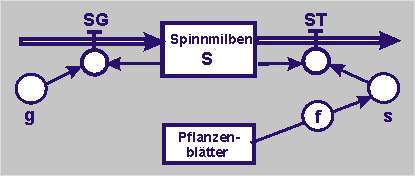 SG
ST
Spinnmilben
S
g
f
s
Pflanzen-
blätter